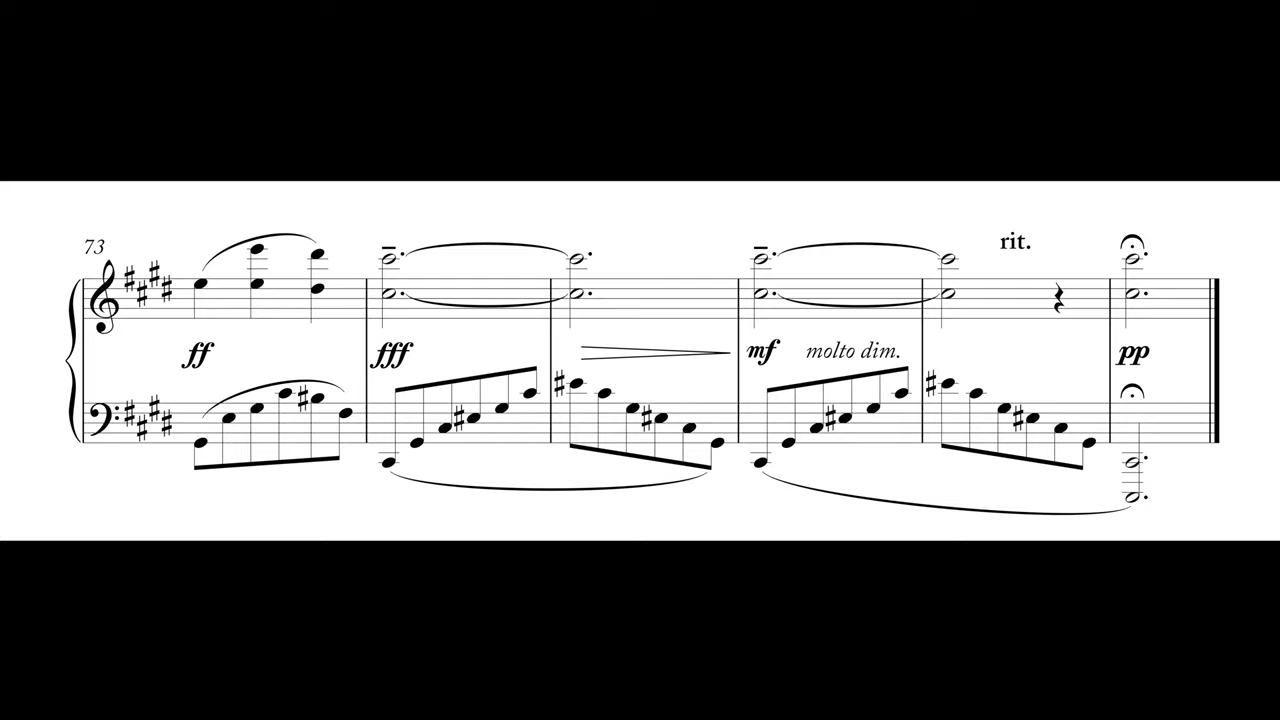 73
rit.
ff
fff
mf molto dim.
pp